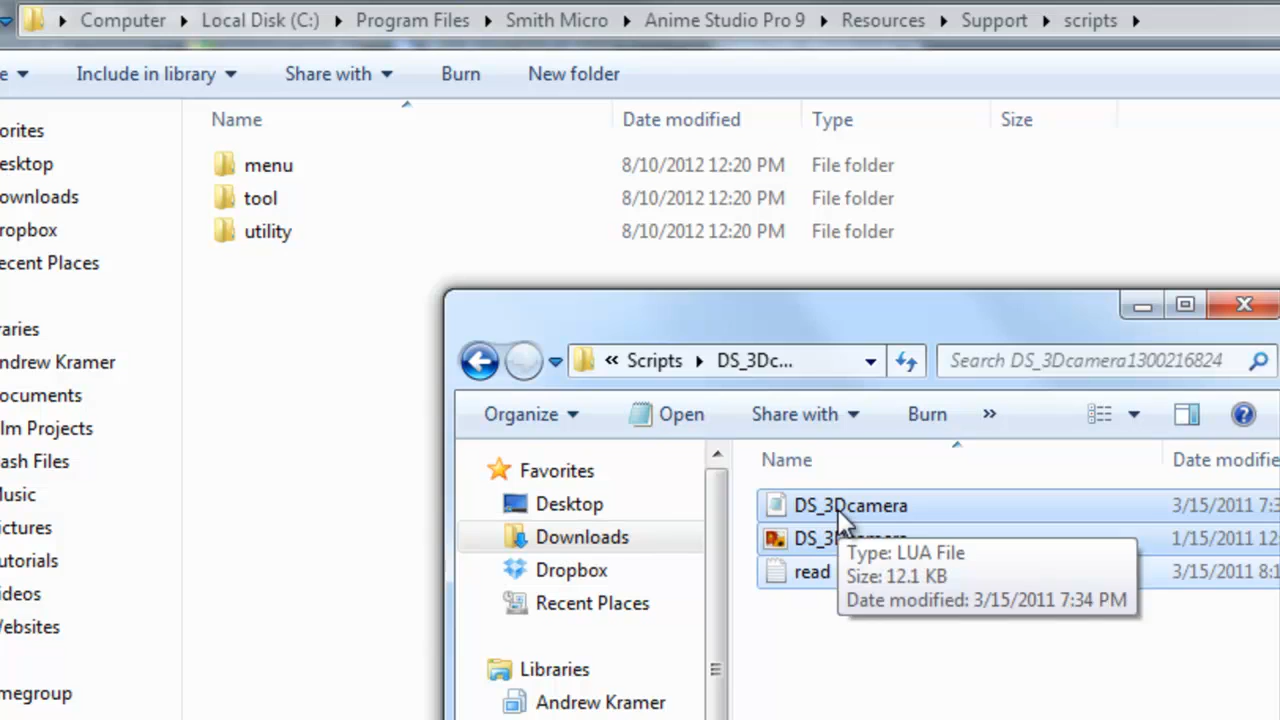 Computer Local Disk (C:) Program Files Smith Micro Anime Studio Pro 9 Resources Support scripts
e Include in library Share with Burn New folder
Name Date modified Type Size
menu 8/10/2012 12:20 PM File folder
tool 8/10/2012 12:20 PM File folder
utility 8/10/2012 12:20 PM File folder
orites
esktop
ownloads
ropbox
ecent Places
raries
ndrew Kramer
ocuments
lm Projects
ash Files
usic
ctures
utorials
ideos
ebsites
megroup
« Scripts DS_3Dc... Search DS_3Dcamera1300216824
Organize Open Share with Burn »
Favorites
Desktop
Downloads
Dropbox
Recent Places
Libraries
Andrew Kramer
Name Date modifie
DS_3Dcamera 3/15/2011 7:3
DS_3Dcamera 1/15/2011 12:
read 3/15/2011 8:1
Type: LUA File
Size: 12.1 KB
Date modified: 3/15/2011 7:34 PM